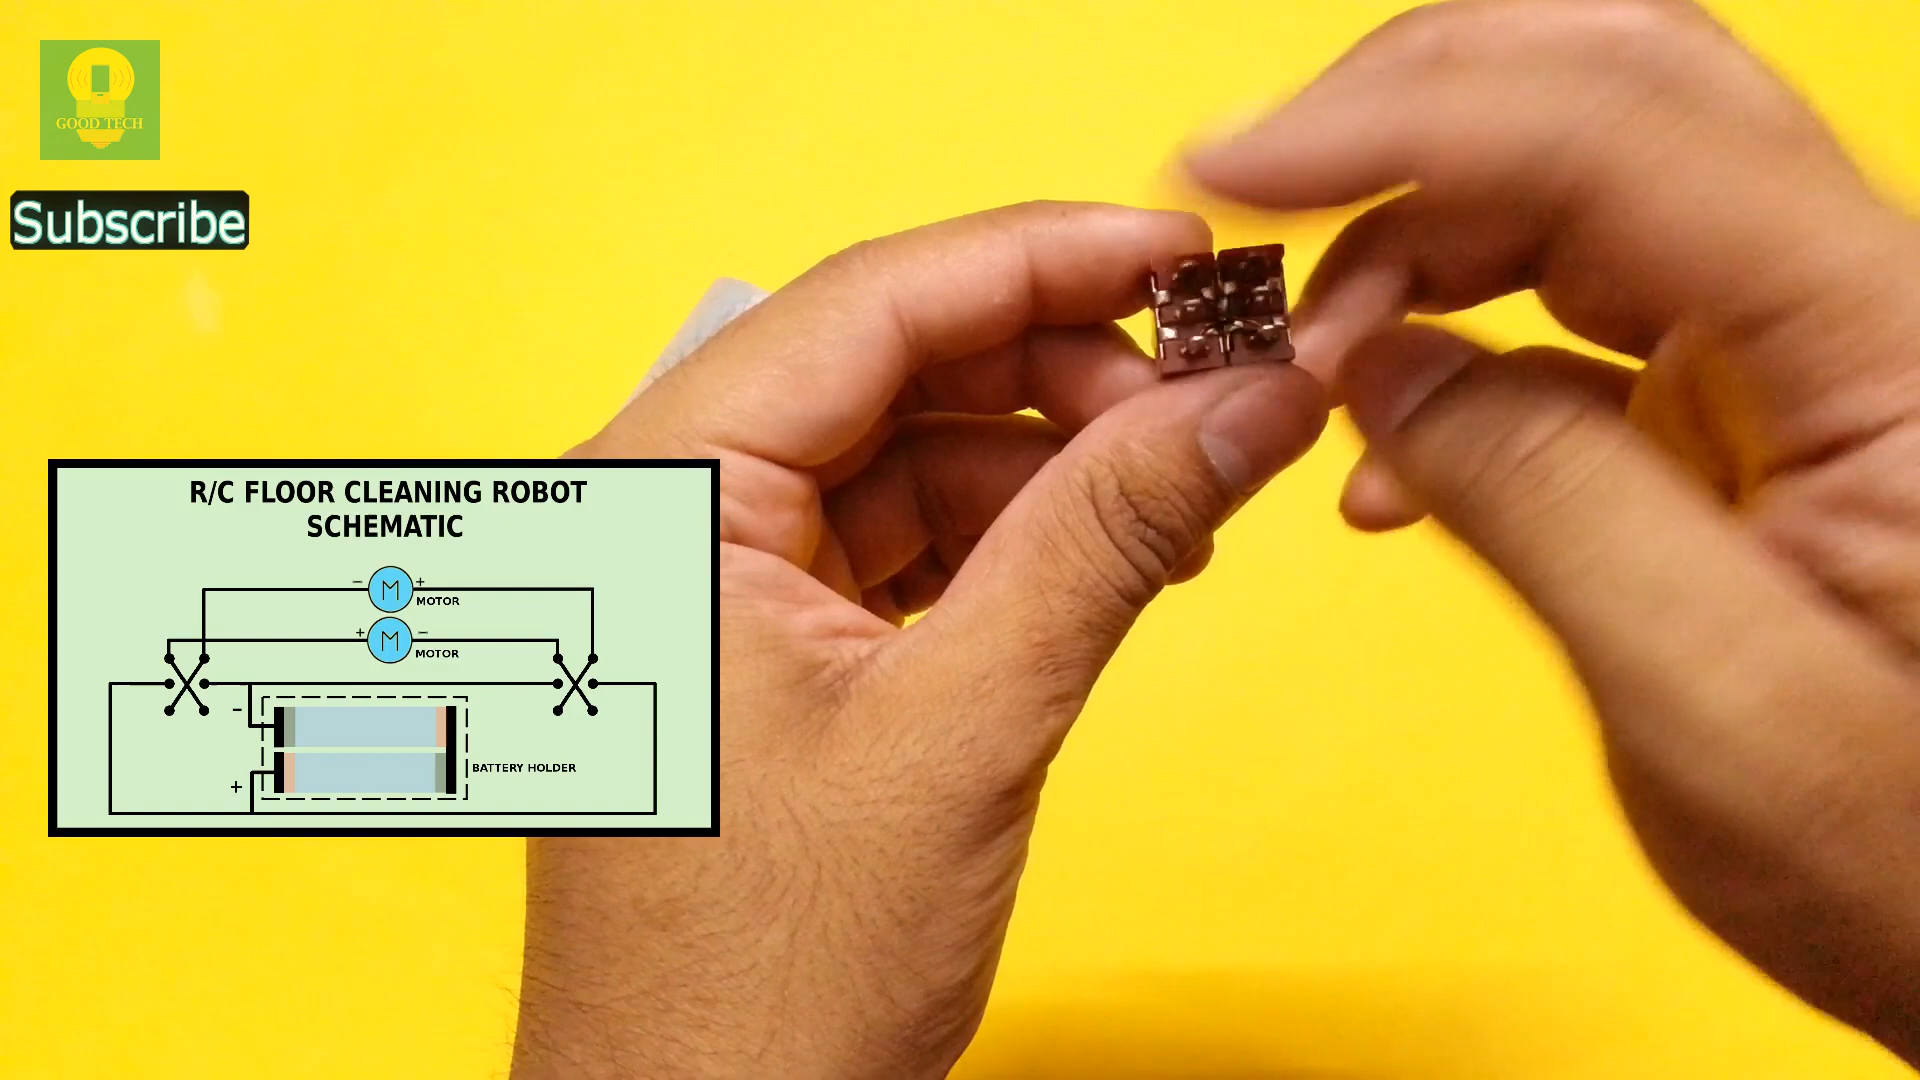 GOOD TECH
Subscribe
R/C FLOOR CLEANING ROBOT
SCHEMATIC
− M +
MOTOR
+ M −
MOTOR
−
BATTERY HOLDER
+